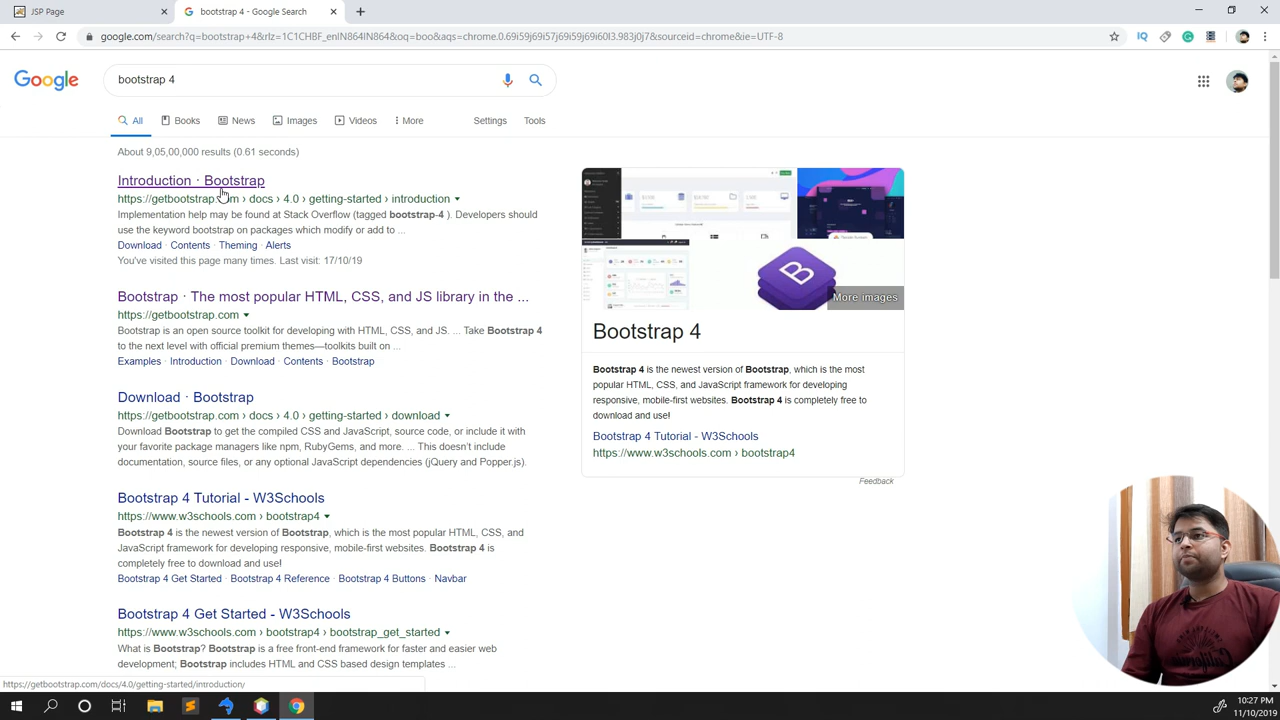 JSP Page
bootstrap 4 - Google Search
google.com/search?q=bootstrap+4&rlz=1C1CHBF_enIN864IN864&oq=boo&aqs=chrome.0.69i59j69i57j69i59j69i60l3.983j0j7&sourceid=chrome&ie=UTF-8
Google
bootstrap 4
All
Books
News
Images
Videos
More
Settings
Tools
About 9,05,00,000 results (0.61 seconds)
Introduction · Bootstrap
https://getbootstrap.com › docs › 4.0 › getting-started › introduction
Implementation help may be found at Stack Overflow (tagged bootstrap-4 ). Developers should
use the keyword bootstrap on packages which modify or add to ...
Download · Contents · Theming · Alerts
You've visited this page many times. Last visit: 17/10/19
Bootstrap · The most popular HTML, CSS, and JS library in the ...
https://getbootstrap.com
Bootstrap is an open source toolkit for developing with HTML, CSS, and JS. ... Take Bootstrap 4
to the next level with official premium themes—toolkits built on ...
Examples · Introduction · Download · Contents · Bootstrap
Download · Bootstrap
https://getbootstrap.com › docs › 4.0 › getting-started › download
Download Bootstrap to get the compiled CSS and JavaScript, source code, or include it with
your favorite package managers like npm, RubyGems, and more. ... This doesn't include
documentation, source files, or any optional JavaScript dependencies (jQuery and Popper.js).
Bootstrap 4 Tutorial - W3Schools
https://www.w3schools.com › bootstrap4
Bootstrap 4 is the newest version of Bootstrap, which is the most popular HTML, CSS, and
JavaScript framework for developing responsive, mobile-first websites. Bootstrap 4 is
completely free to download and use!
Bootstrap 4 Get Started · Bootstrap 4 Reference · Bootstrap 4 Buttons · Navbar
Bootstrap 4 Get Started - W3Schools
https://www.w3schools.com › bootstrap4 › bootstrap_get_started
What is Bootstrap? Bootstrap is a free front-end framework for faster and easier web
development; Bootstrap includes HTML and CSS based design templates ...
B
More images
Bootstrap 4
Bootstrap 4 is the newest version of Bootstrap, which is the most
popular HTML, CSS, and JavaScript framework for developing
responsive, mobile-first websites. Bootstrap 4 is completely free to
download and use!
Bootstrap 4 Tutorial - W3Schools
https://www.w3schools.com › bootstrap4
Feedback
https://getbootstrap.com/docs/4.0/getting-started/introduction/
10:27 PM
11/10/2019